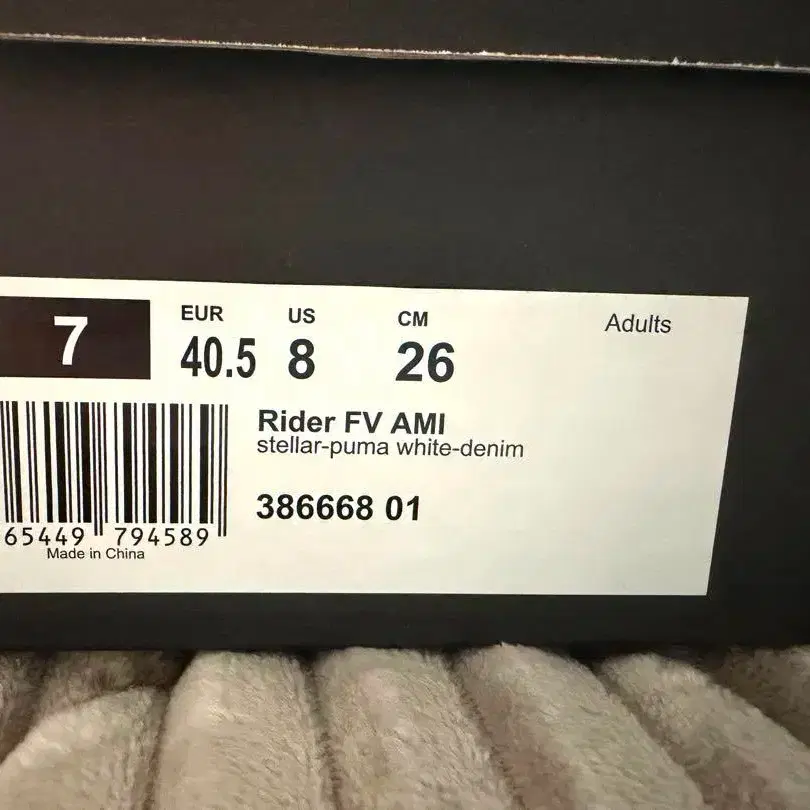 7
EUR US CM Adults
40.5 8 26
Rider FV AMI
stellar-puma white-denim
386668 01
65449 794589
Made in China